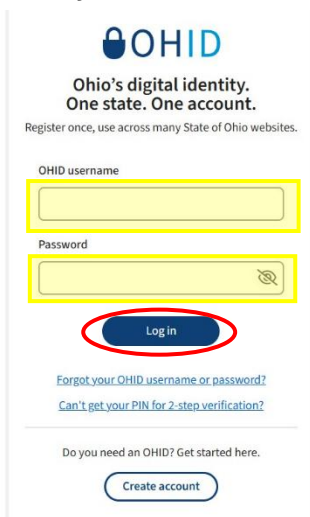 OHID
Ohio's digital identity.
One state. One account.
Register once, use across many State of Ohio websites.
OHID username
Password
Log in
Forgot your OHID username or password?
Can't get your PIN for 2-step verification?
Do you need an OHID? Get started here.
Create account